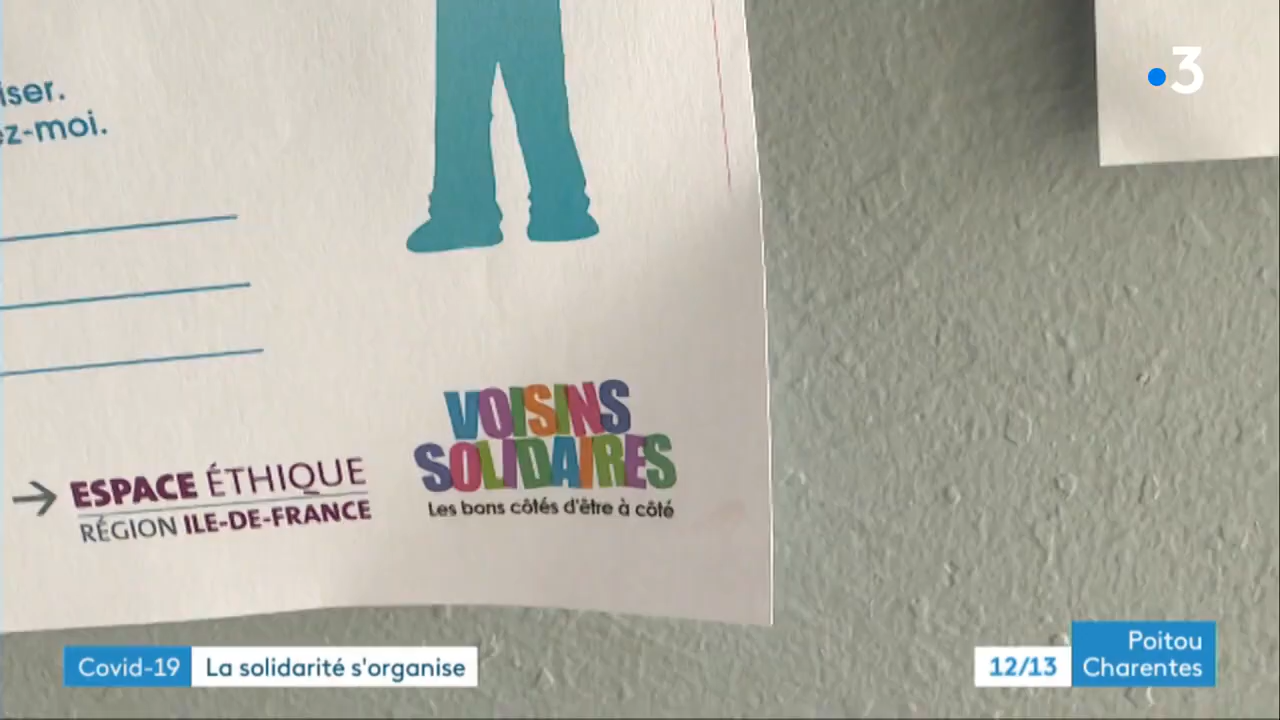 3
iser.
ez-moi.
VOISINS
SOLIDAIRES
Les bons côtés d'être à côté
ESPACE ÉTHIQUE
RÉGION ILE-DE-FRANCE
Covid-19 La solidarité s'organise
12/13 Poitou
Charentes